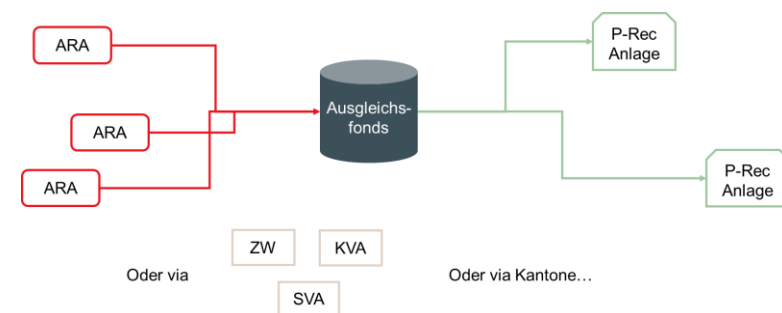 ARA
P-Rec
Anlage
Ausgleichs-
fonds
ARA
ARA
P-Rec
Anlage
ZW
KVA
Oder via
Oder via Kantone…
SVA